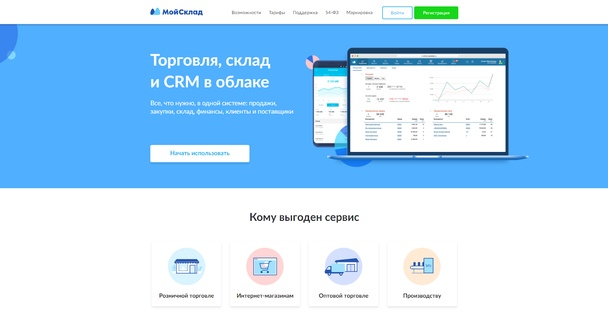 МойСклад
Возможности Тарифы Поддержка 54-ФЗ Маркировка Войти Регистрация
Торговля, склад
и CRM в облаке
Все, что нужно, в одной системе: продажи,
закупки, склад, финансы, клиенты и поставщики
Начать использовать
Кому выгоден сервис
Розничной торговле Интернет-магазинам Оптовой торговле Производству